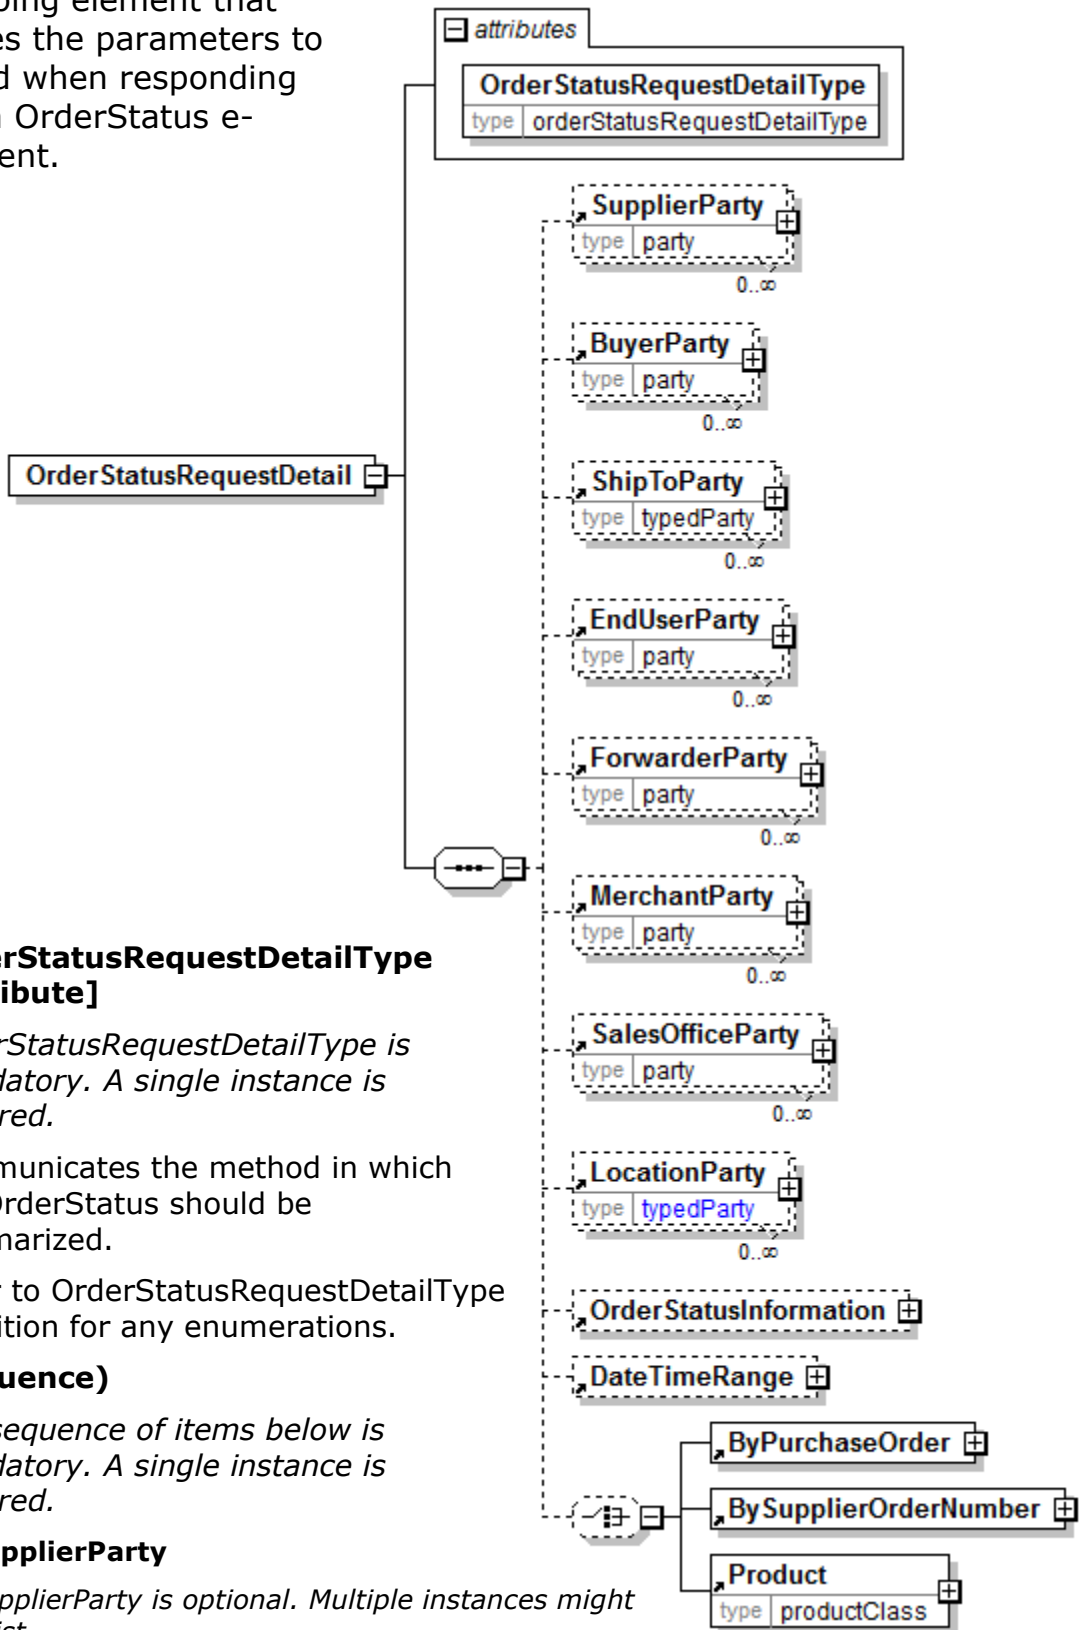 ping element that
es the parameters to
d when responding
n OrderStatus e-
ent.
attributes
OrderStatusRequestDetailType
type orderStatusRequestDetailType
SupplierParty
type party
0..∞
BuyerParty
type party
0..∞
OrderStatusRequestDetail
ShipToParty
type typedParty
0..∞
EndUserParty
type party
0..∞
ForwarderParty
type party
0..∞
MerchantParty
type party
0..∞
SalesOfficeParty
type party
0..∞
LocationParty
type typedParty
0..∞
OrderStatusInformation
DateTimeRange
ByPurchaseOrder
BySupplierOrderNumber
Product
type productClass
erStatusRequestDetailType
ibute]
rStatusRequestDetailType is
datory. A single instance is
red.
municates the method in which
OrderStatus should be
marized.
r to OrderStatusRequestDetailType
ition for any enumerations.
uence)
sequence of items below is
datory. A single instance is
red.
pplierParty
pplierParty is optional. Multiple instances might